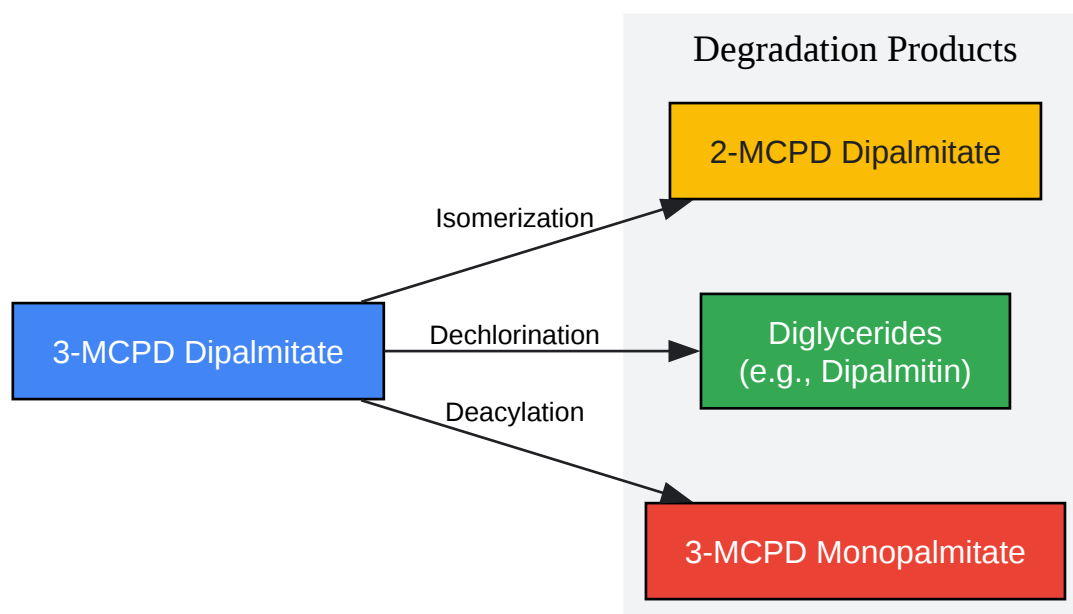 Degradation Products
2-MCPD Dipalmitate
Isomerization
3-MCPD Dipalmitate
Dechlorination
Diglycerides
(e.g., Dipalmitin)
Deacylation
3-MCPD Monopalmitate